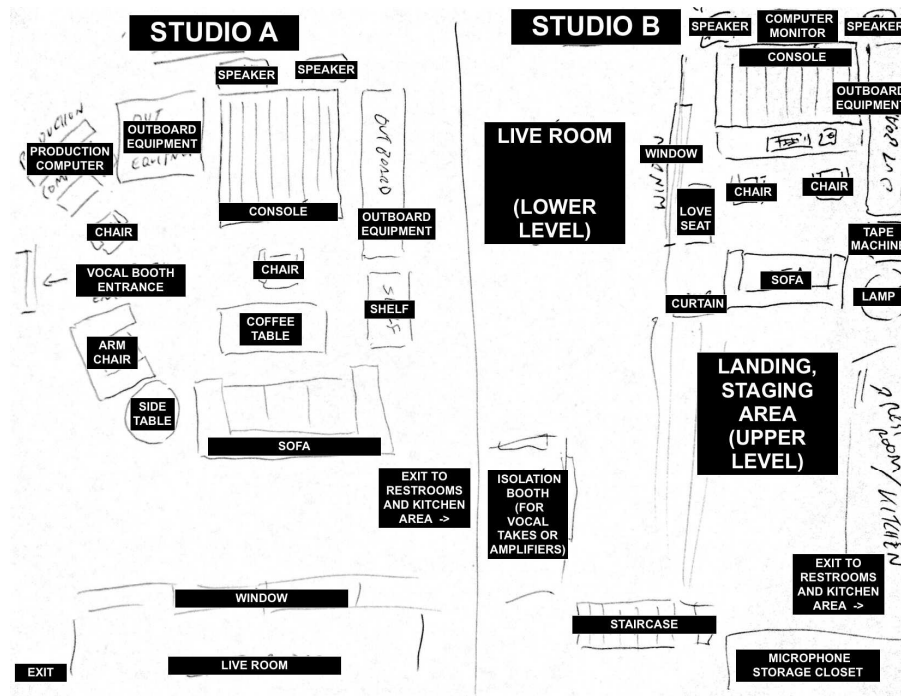 STUDIO A
SPEAKER
SPEAKER
OUTBOARD
EQUIPMENT
PRODUCTION
COMPUTER
CONSOLE
OUTBOARD
OUTBOARD
EQUIPMENT
CHAIR
VOCAL BOOTH
ENTRANCE
CHAIR
SHELF
ARM
CHAIR
COFFEE
TABLE
SIDE
TABLE
SOFA
EXIT TO
RESTROOMS
AND KITCHEN
AREA ->
WINDOW
LIVE ROOM
EXIT
STUDIO B
SPEAKER
COMPUTER
MONITOR
SPEAKER
CONSOLE
OUTBOARD
EQUIPMENT
LIVE ROOM
(LOWER
LEVEL)
WINDOW
WINDOW
CHAIR
CHAIR
LOVE
SEAT
TAPE
MACHINE
SOFA
CURTAIN
LAMP
LANDING,
STAGING
AREA
(UPPER
LEVEL)
ISOLATION
BOOTH
(FOR
VOCAL
TAKES OR
AMPLIFIERS)
EXIT TO
RESTROOMS
AND KITCHEN
AREA ->
STAIRCASE
MICROPHONE
STORAGE CLOSET